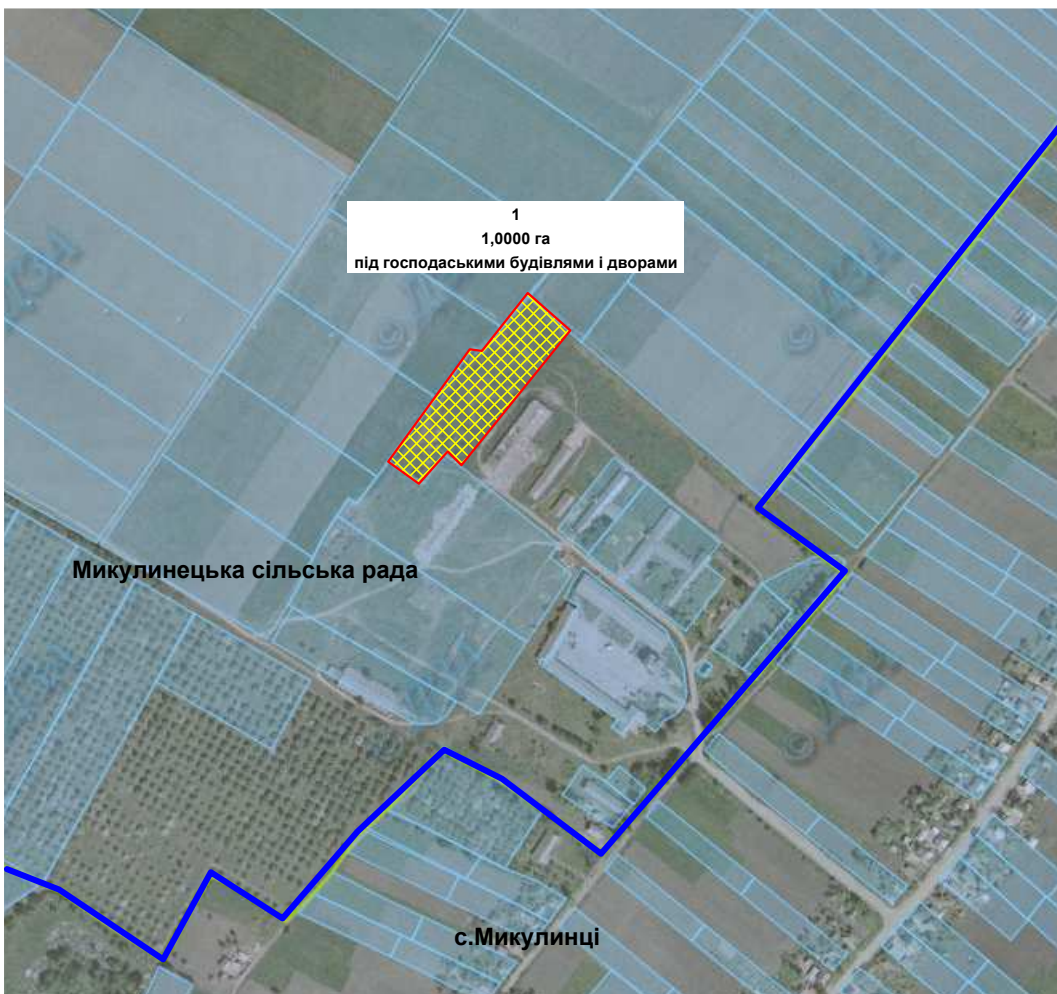 1
1,0000 га
під господаськими будівлями і дворами
Микулинецька сільська рада
с.Микулинці